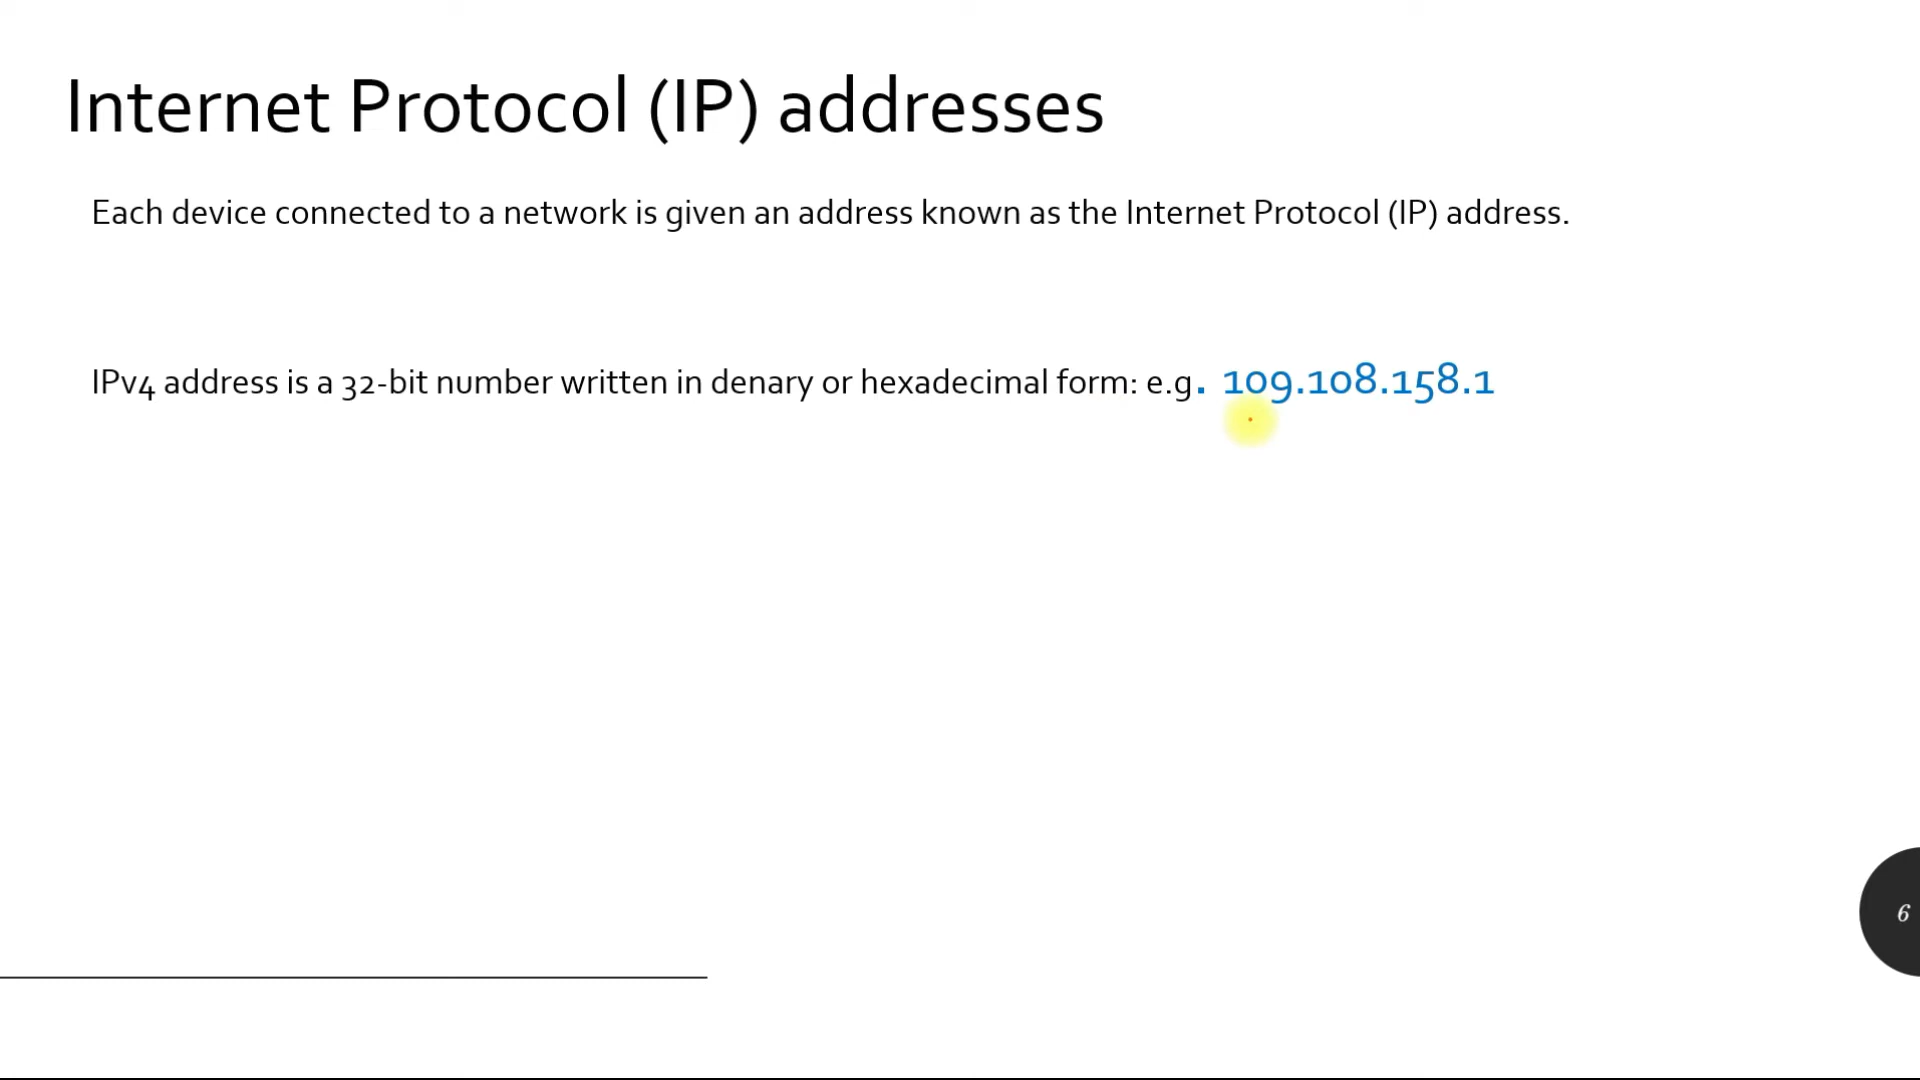 Internet Protocol (IP) addresses
Each device connected to a network is given an address known as the Internet Protocol (IP) address.
IPv4 address is a 32-bit number written in denary or hexadecimal form: e.g. 109.108.158.1
6